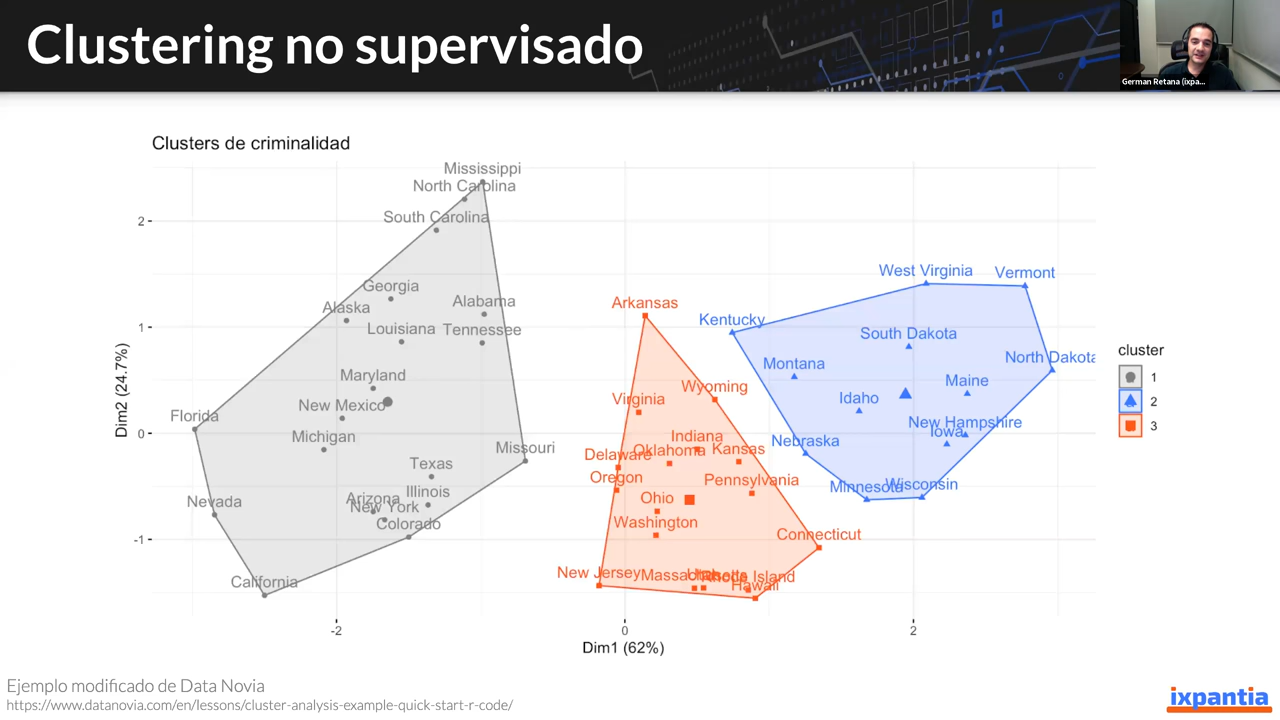 Clustering no supervisado
German Retana (ixpa...
Clusters de criminalidad
Mississippi
North Carolina
South Carolina
Georgia
Alaska
Alabama
Louisiana
Tennessee
Maryland
New Mexico
Florida
Michigan
Missouri
Texas
Nevada
Arizona
Illinois
New York
Colorado
California
Arkansas
Wyoming
Virginia
Indiana
Delaware
Oklahoma
Kansas
Oregon
Pennsylvania
Ohio
Washington
Connecticut
New Jersey
Massachusetts
Utah
Rhode Island
Hawaii
West Virginia
Vermont
Kentucky
South Dakota
North Dakota
Montana
Maine
Idaho
New Hampshire
Iowa
Nebraska
Minnesota
Wisconsin
2
1
0
-1
Dim2 (24.7%)
-2
0
2
Dim1 (62%)
cluster
1
2
3
Ejemplo modificado de Data Novia
https://www.datanovia.com/en/lessons/cluster-analysis-example-quick-start-r-code/
ixpantia